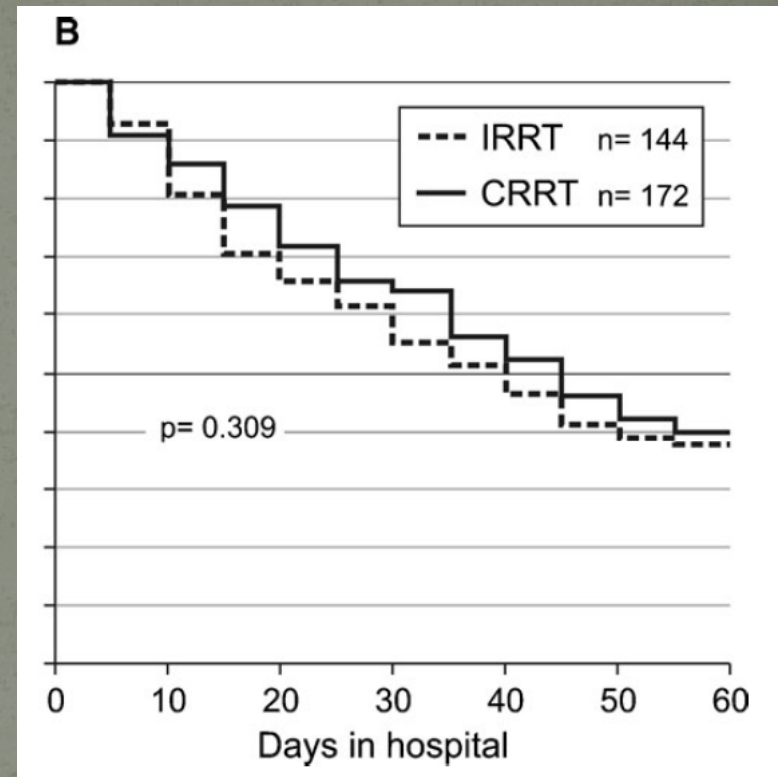 B
IRRT n= 144
CRRT n= 172
p= 0.309
0 10 20 30 40 50 60
Days in hospital